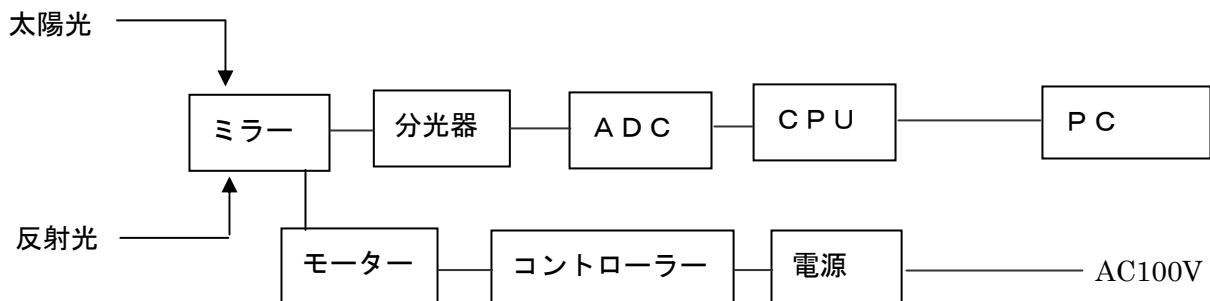 太陽光
ミラー 分光器 ADC CPU PC
反射光
モーター コントローラー 電源 AC100V